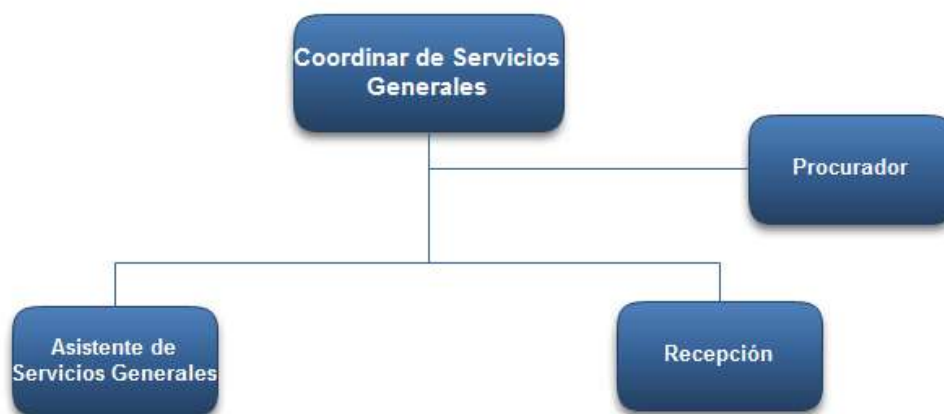 Coordinar de Servicios
Generales
Procurador
Asistente de
Servicios Generales
Recepción